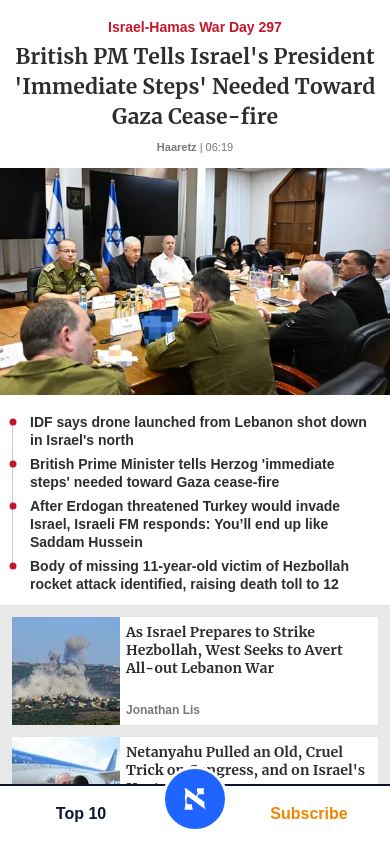 Israel-Hamas War Day 297
British PM Tells Israel's President
'Immediate Steps' Needed Toward
Gaza Cease-fire
Haaretz | 06:19
IDF says drone launched from Lebanon shot down
in Israel's north
British Prime Minister tells Herzog 'immediate
steps' needed toward Gaza cease-fire
After Erdogan threatened Turkey would invade
Israel, Israeli FM responds: You’ll end up like
Saddam Hussein
Body of missing 11-year-old victim of Hezbollah
rocket attack identified, raising death toll to 12
As Israel Prepares to Strike
Hezbollah, West Seeks to Avert
All-out Lebanon War
Jonathan Lis
Netanyahu Pulled an Old, Cruel
Trick on Congress, and on Israel's
Top 10
Subscribe